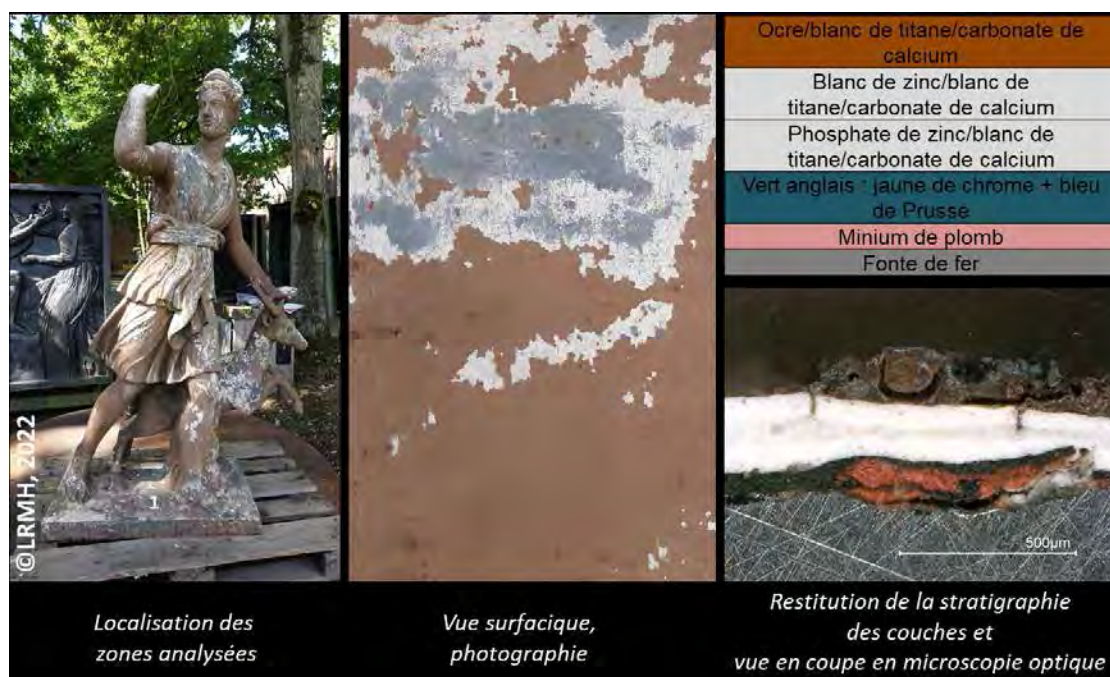 ©LRMH, 2022
1
1
Ocre/blanc de titane/carbonate de
calcium
Blanc de zinc/blanc de
titane/carbonate de calcium
Phosphate de zinc/blanc de
titane/carbonate de calcium
Vert anglais : jaune de chrome + bleu
de Prusse
Minium de plomb
Fonte de fer
500µm
Localisation des
zones analysées
Vue surfacique,
photographie
Restitution de la stratigraphie
des couches et
vue en coupe en microscopie optique